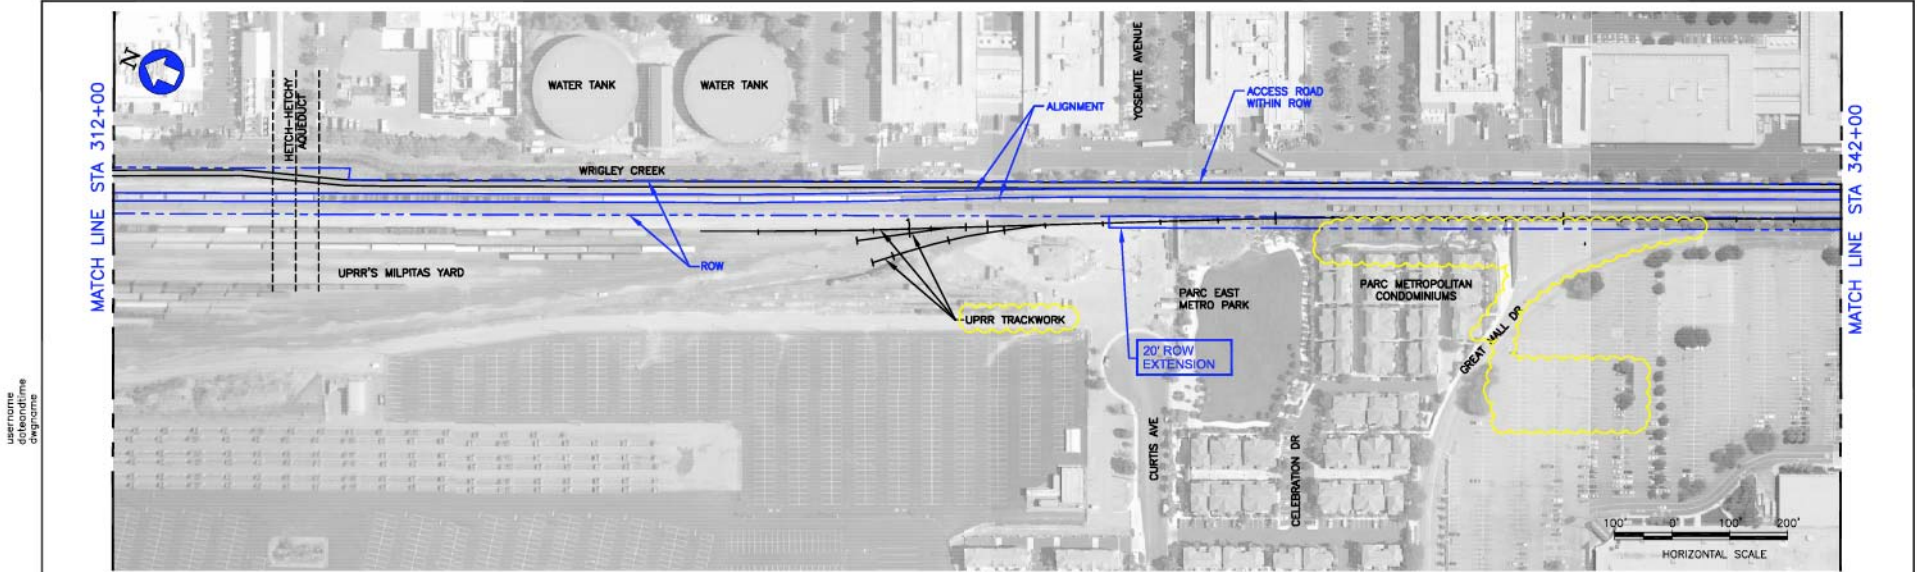 N
MATCH LINE STA 312+00
HETCH-HETCHY
AQUEDUCT
WATER TANK
WATER TANK
YOSEMITE AVENUE
ALIGNMENT
ACCESS ROAD
WITHIN ROW
MATCH LINE STA 342+00
WRIGLEY CREEK
ROW
UPRR'S MILPITAS YARD
UPRR TRACKWORK
20' ROW
EXTENSION
PARC EAST
METRO PARK
PARC METROPOLITAN
CONDOMINIUMS
GREAT MALL DR
CURTIS AVE
CELEBRATION DR
100' 0' 100' 200'
HORIZONTAL SCALE
username
dateandtime
dwgname